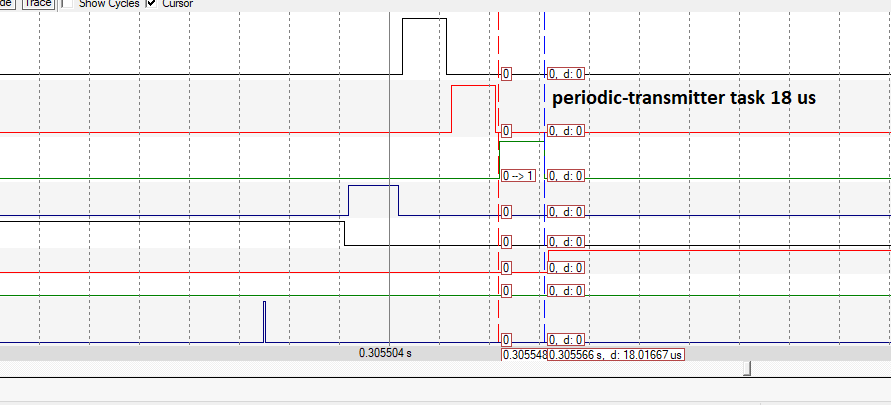 de Trace Show Cycles Cursor
0 0, d: 0
periodic-transmitter task 18 us
0 0, d: 0
0 --> 1 0, d: 0
0 0, d: 0
0 0, d: 0
0 0, d: 0
0 0, d: 0
0 0, d: 0
0.305504 s 0.305548 0.305566 s, d: 18.01667 us